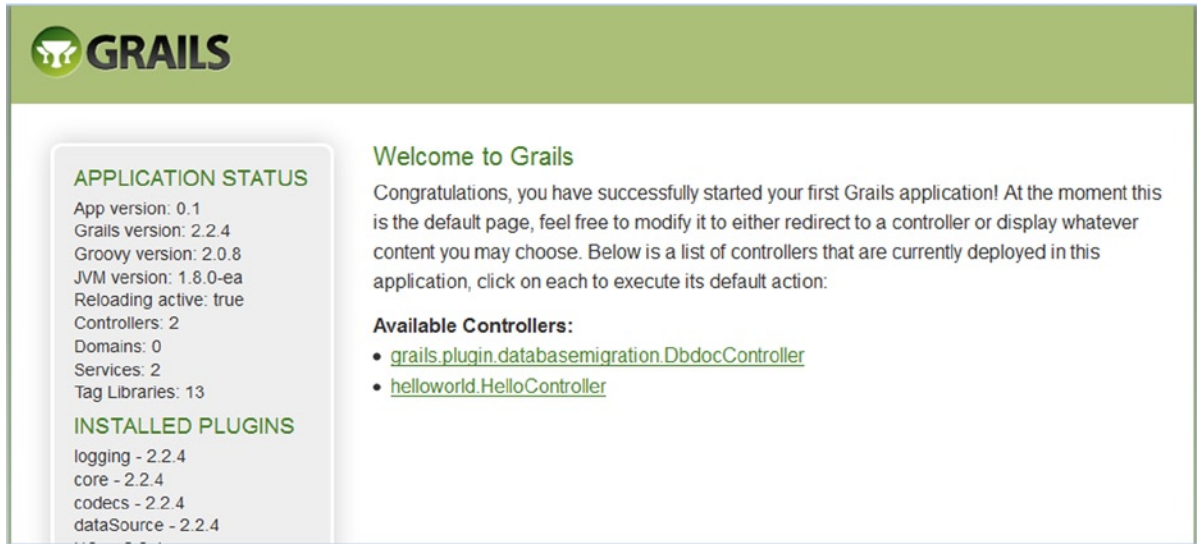 GRAILS
APPLICATION STATUS
App version: 0.1
Grails version: 2.2.4
Groovy version: 2.0.8
JVM version: 1.8.0-ea
Reloading active: true
Controllers: 2
Domains: 0
Services: 2
Tag Libraries: 13
INSTALLED PLUGINS
logging - 2.2.4
core - 2.2.4
codecs - 2.2.4
dataSource - 2.2.4
Welcome to Grails
Congratulations, you have successfully started your first Grails application! At the moment this
is the default page, feel free to modify it to either redirect to a controller or display whatever
content you may choose. Below is a list of controllers that are currently deployed in this
application, click on each to execute its default action:
Available Controllers:
• grails.plugin.databasemigration.DbdocController
• helloworld.HelloController